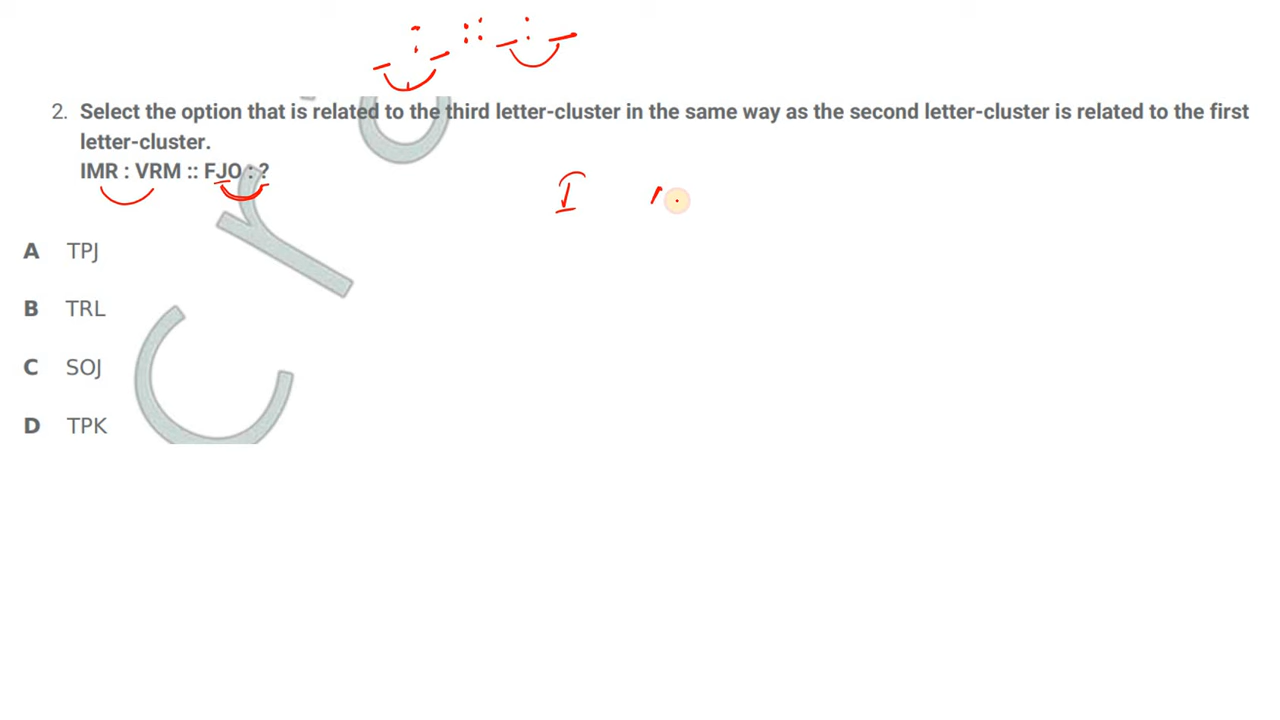 2. Select the option that is related to the third letter-cluster in the same way as the second letter-cluster is related to the first
letter-cluster.
IMR : VRM :: FJO : ?
I
A TPJ
B TRL
C SOJ
D TPK